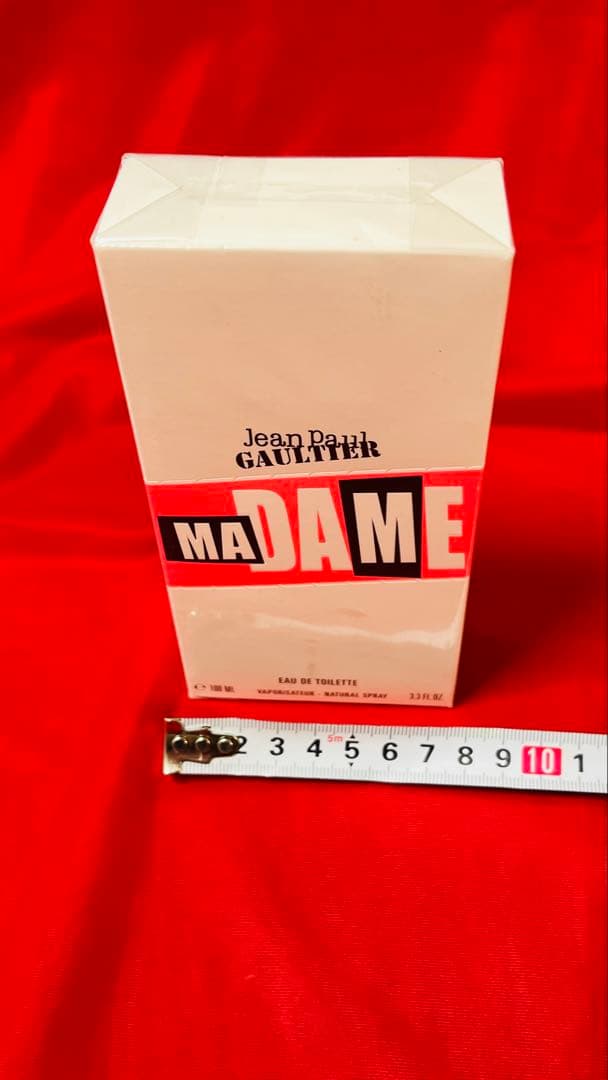 Jean Paul
GAULTIER
MADAME
EAU DE TOILETTE
℮ 100 ML VAPORISATEUR - NATURAL SPRAY 3.3 FL.OZ.
2 3 4 5m 5 6 7 8 9 10 1